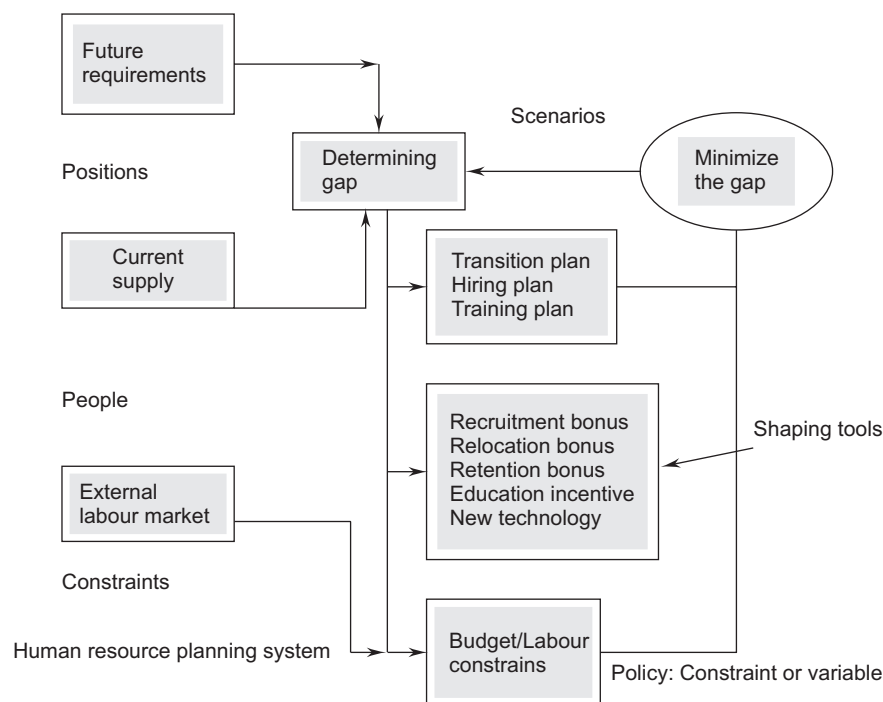 Future
requirements
Scenarios
Determining
gap
Minimize
the gap
Positions
Current
supply
Transition plan
Hiring plan
Training plan
People
Recruitment bonus
Relocation bonus
Retention bonus
Education incentive
New technology
Shaping tools
External
labour market
Constraints
Human resource planning system
Budget/Labour
constrains
Policy: Constraint or variable